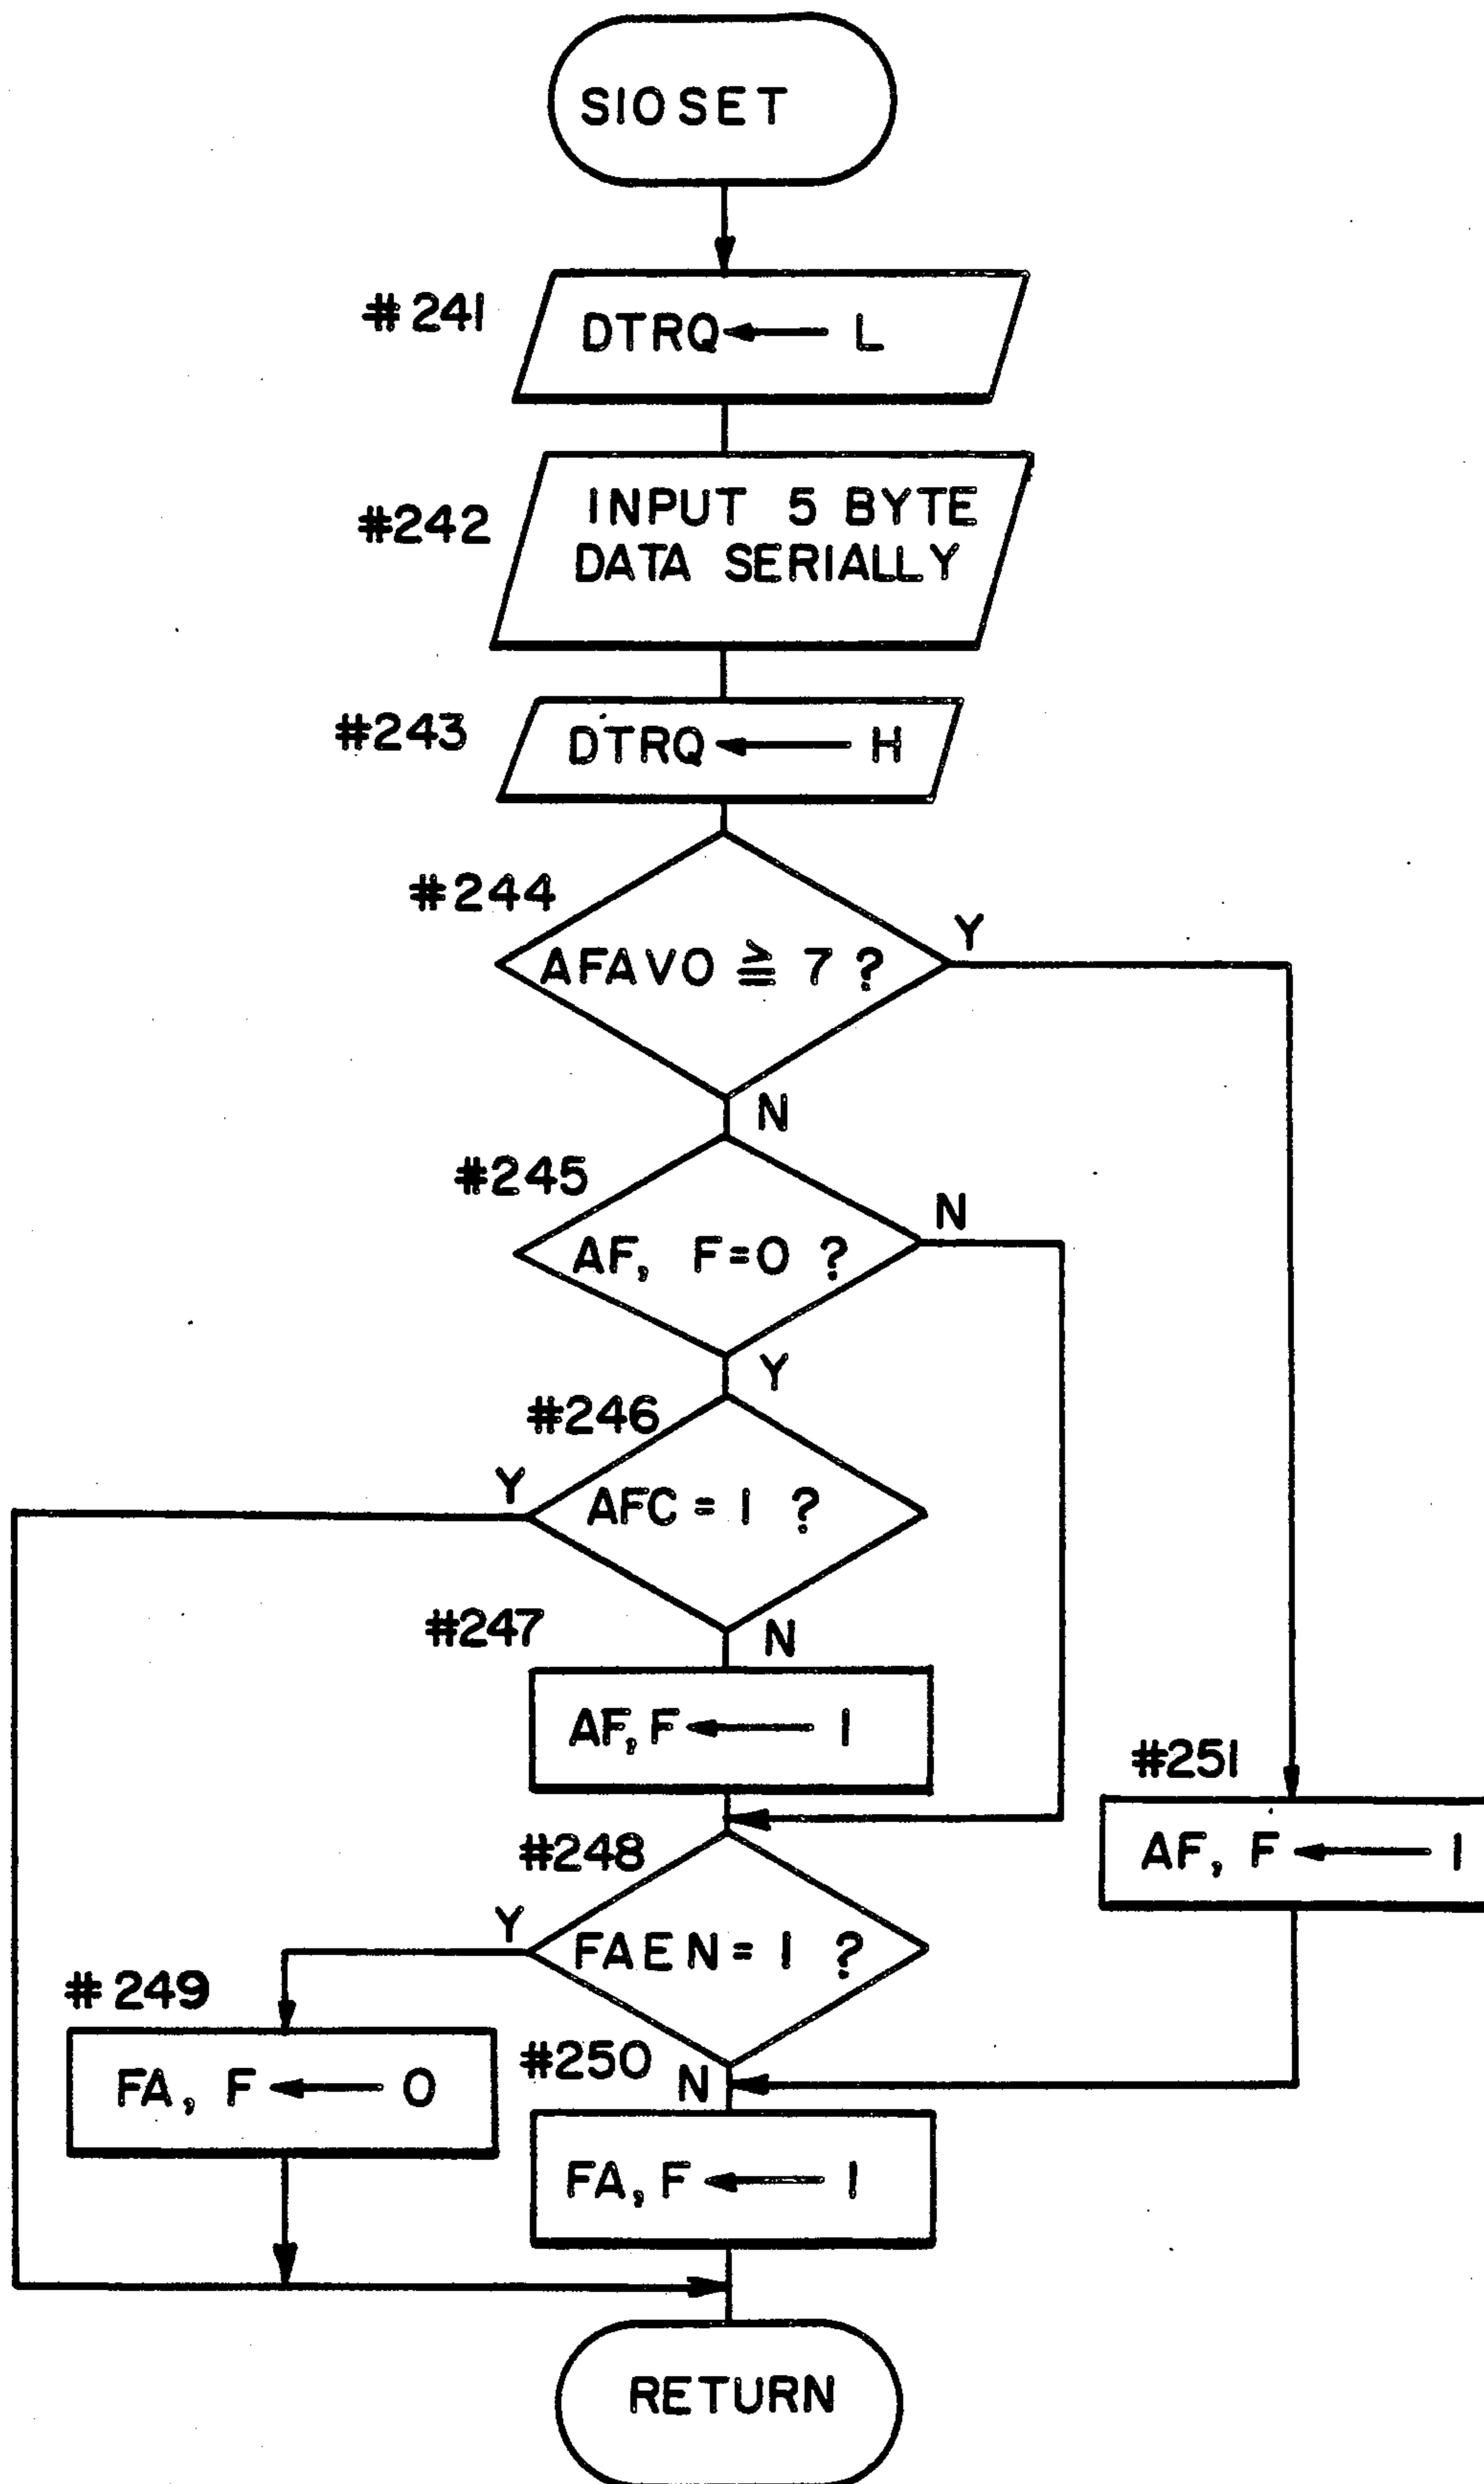 SIOSET
#241
DTRQ ← L
#242
INPUT 5 BYTE
DATA SERIALLY
#243
DTRQ ← H
#244
AFAVO ≧ 7 ?
Y
N
#245
AF, F=0 ?
N
Y
#246
Y
AFC = 1 ?
#247
N
AF, F ← 1
#251
AF, F ← 1
#248
Y
FAEN = 1 ?
#249
FA, F ← 0
#250
N
FA, F ← 1
RETURN